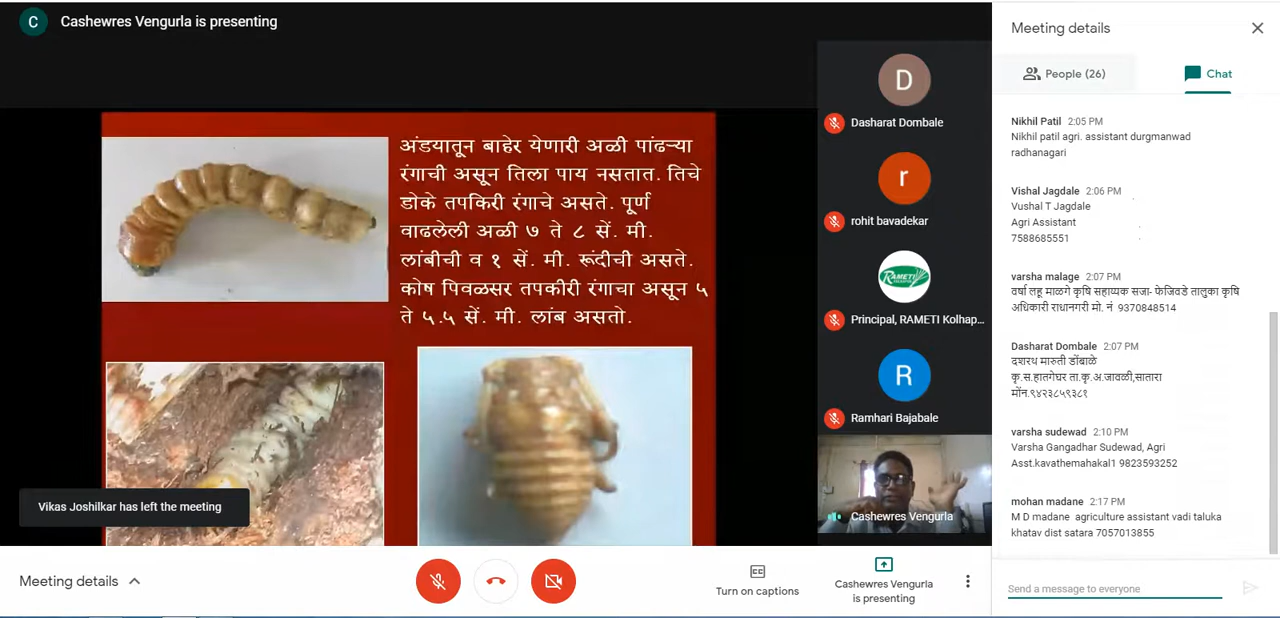 C
Cashewres Vengurla is presenting
अंडयातून बाहेर येणारी अळी पांढऱ्या
रंगाची असून तिला पाय नसतात. तिचे
डोके तपकिरी रंगाचे असते. पूर्ण
वाढलेली अळी ७ ते ८ सें. मी.
लांबीची व १ सें. मी. रूंदीची असते.
कोष पिवळसर तपकीरी रंगाचा असून ५
ते ५.५ सें. मी. लांब असतो.
Vikas Joshilkar has left the meeting
D
Dasharat Dombale
r
rohit bavadekar
RAMETI
Principal, RAMETI Kolhap...
R
Ramhari Bajabale
Cashewres Vengurla
Meeting details
People (26)
Chat
Nikhil Patil 2:05 PM
Nikhil patil agri. assistant durgmanwad
radhanagari
Vishal Jagdale 2:06 PM
Vushal T Jagdale
Agri Assistant
7588685551
varsha malage 2:07 PM
वर्षा लहू माळगे कृषि सहाय्यक सजा- फेजिवडे तालुका कृषि
अधिकारी राधानगरी मो. नं 9370848514
Dasharat Dombale 2:07 PM
दशरथ मारुती डोंबाळे
कृ.स.हातगेघर ता.कृ.अ.जावळी,सातारा
मोंन.९४२३८५९३८१
varsha sudewad 2:10 PM
Varsha Gangadhar Sudewad, Agri
Asst.kavathemahakal1 9823593252
mohan madane 2:17 PM
M D madane agriculture assistant vadi taluka
khatav dist satara 7057013855
Send a message to everyone
Meeting details
Turn on captions
Cashewres Vengurla
is presenting